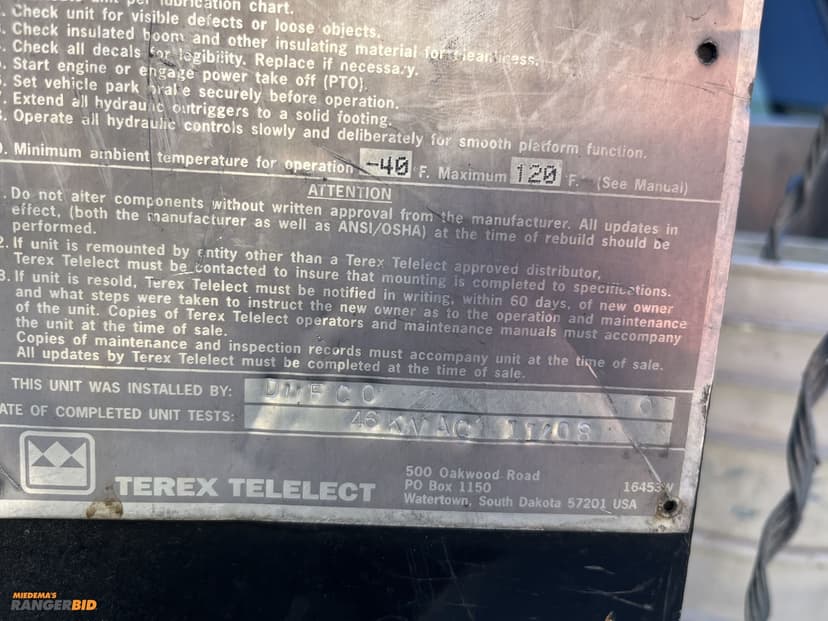 per lubrication chart.
Check unit for visible defects or loose objects.
Check insulated boom and other insulating material for cleanliness.
Check all decals for legibility. Replace if necessary.
Start engine or engage power take off (PTO).
Set vehicle park brake securely before operation.
Extend all hydraulic outriggers to a solid footing.
Operate all hydraulic controls slowly and deliberately for smooth platform function.
Minimum ambient temperature for operation -40 F. Maximum 120 F. (See Manual)
ATTENTION
Do not alter components without written approval from the manufacturer. All updates in
effect, (both the manufacturer as well as ANSI/OSHA) at the time of rebuild should be
performed.
2. If unit is remounted by entity other than a Terex Telelect approved distributor,
Terex Telelect must be contacted to insure that mounting is completed to specifications.
3. If unit is resold, Terex Telelect must be notified in writing, within 60 days, of new owner
and what steps were taken to instruct the new owner as to the operation and maintenance
of the unit. Copies of Terex Telelect operators and maintenance manuals must accompany
the unit at the time of sale.
Copies of maintenance and inspection records must accompany unit at the time of sale.
All updates by Terex Telelect must be completed at the time of sale.
THIS UNIT WAS INSTALLED BY:
ATE OF COMPLETED UNIT TESTS: 46 KV AC
TEREX TELELECT
500 Oakwood Road
PO Box 1150
Watertown, South Dakota 57201 USA
MIEDEMA'S
RANGERBID